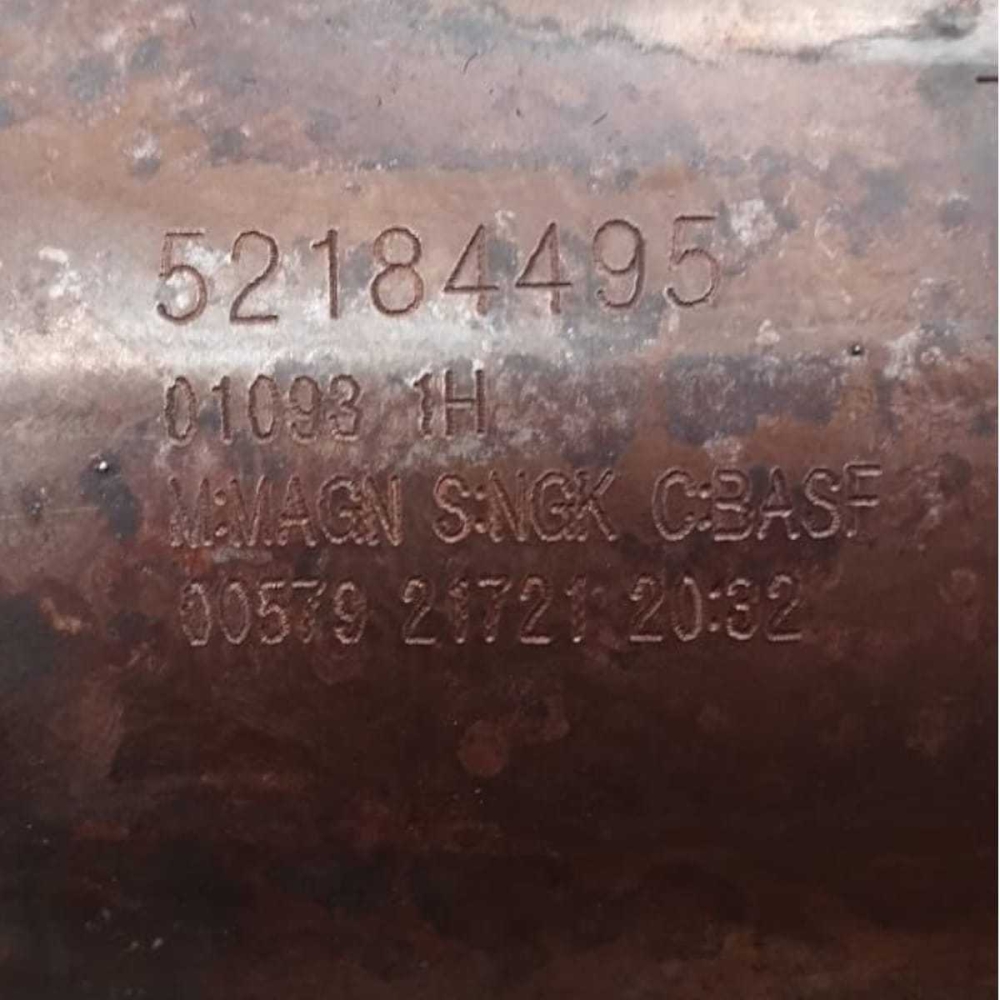 52184495
01093 1H
M:MAGN S:NGK C:BASF
00579 21721 20:32